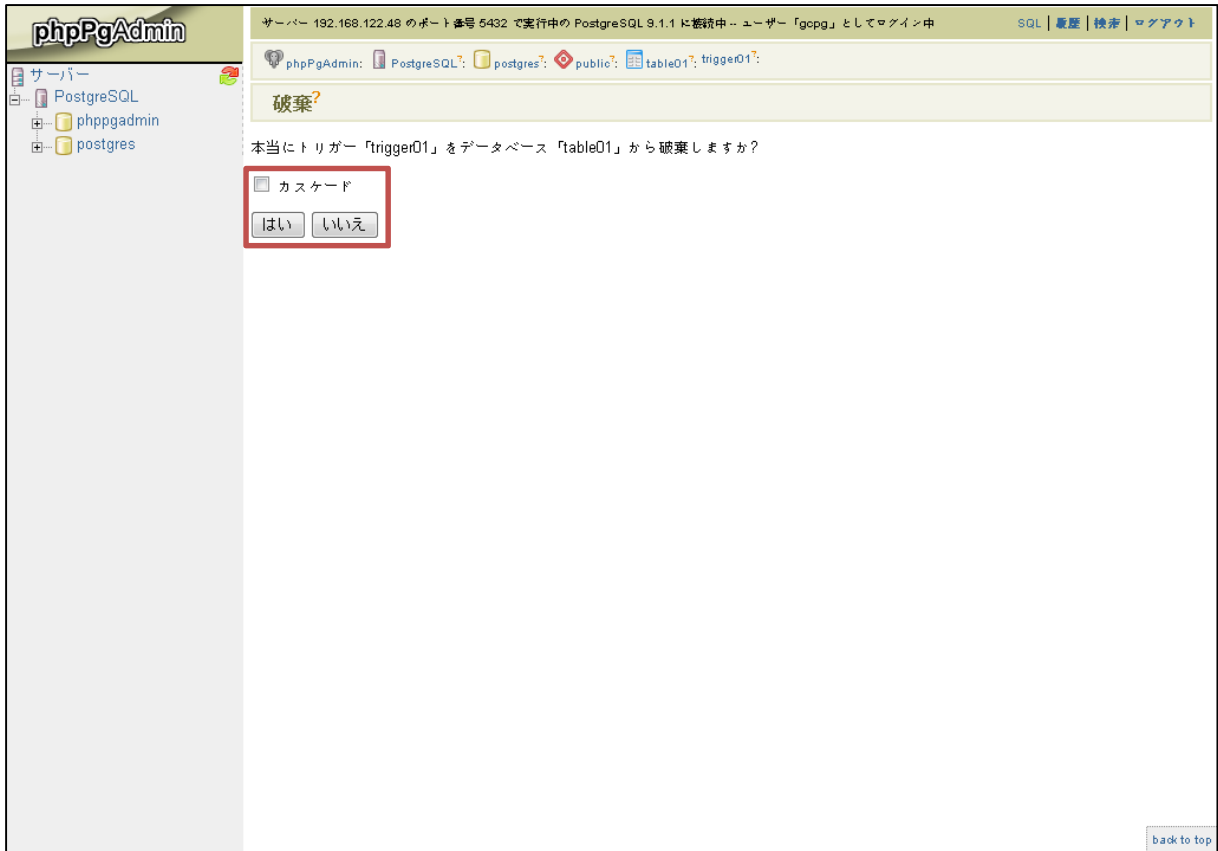 phpPgAdmin
サーバー 192.168.122.48 のポート番号 5432 で実行中の PostgreSQL 9.1.1 に接続中 -- ユーザー「gcpg」としてログイン中
SQL | 履歴 | 検索 | ログアウト
phpPgAdmin: PostgreSQL?: postgres?: public?: table01?: trigger01?:
サーバー
PostgreSQL
phppgadmin
postgres
破棄?
本当にトリガー「trigger01」をデータベース「table01」から破棄しますか?
カスケード
はい いいえ
back to top